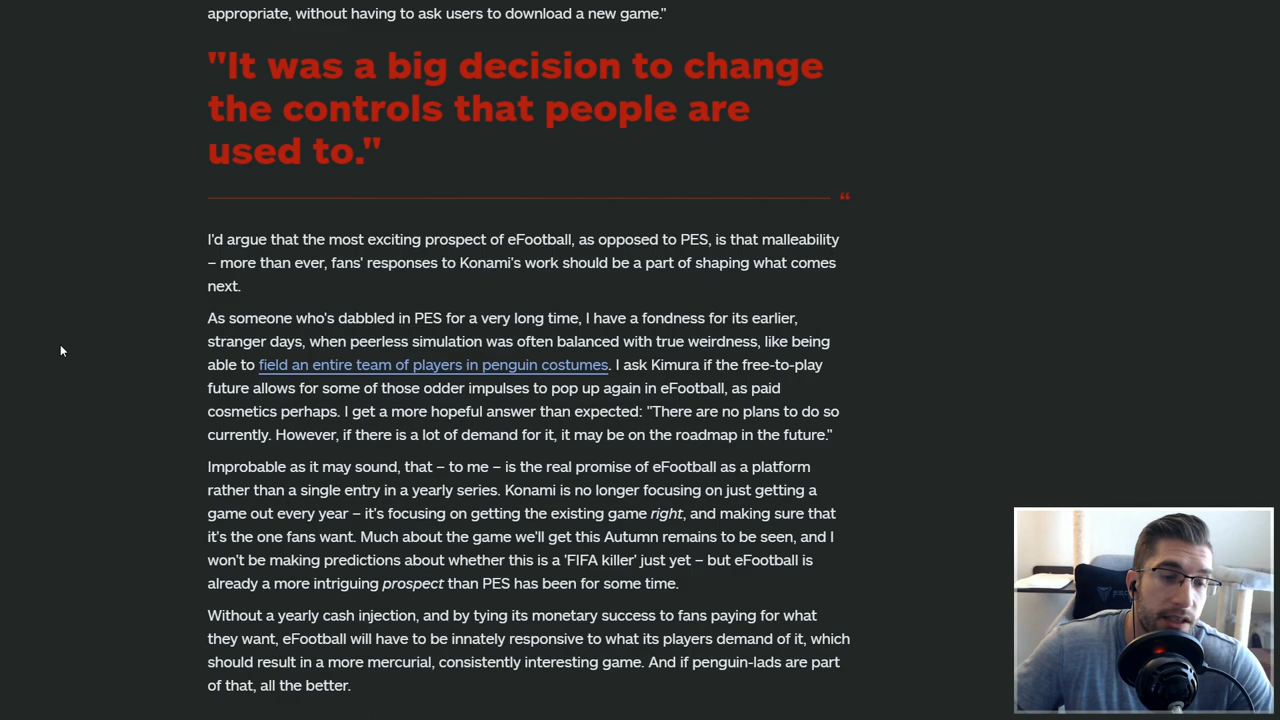 appropriate, without having to ask users to download a new game."
"It was a big decision to change
the controls that people are
used to."
“
I'd argue that the most exciting prospect of eFootball, as opposed to PES, is that malleability
– more than ever, fans' responses to Konami's work should be a part of shaping what comes
next.
As someone who's dabbled in PES for a very long time, I have a fondness for its earlier,
stranger days, when peerless simulation was often balanced with true weirdness, like being
able to field an entire team of players in penguin costumes. I ask Kimura if the free-to-play
future allows for some of those odder impulses to pop up again in eFootball, as paid
cosmetics perhaps. I get a more hopeful answer than expected: "There are no plans to do so
currently. However, if there is a lot of demand for it, it may be on the roadmap in the future."
Improbable as it may sound, that – to me – is the real promise of eFootball as a platform
rather than a single entry in a yearly series. Konami is no longer focusing on just getting a
game out every year – it's focusing on getting the existing game right, and making sure that
it's the one fans want. Much about the game we'll get this Autumn remains to be seen, and I
won't be making predictions about whether this is a 'FIFA killer' just yet – but eFootball is
already a more intriguing prospect than PES has been for some time.
Without a yearly cash injection, and by tying its monetary success to fans paying for what
they want, eFootball will have to be innately responsive to what its players demand of it, which
should result in a more mercurial, consistently interesting game. And if penguin-lads are part
of that, all the better.